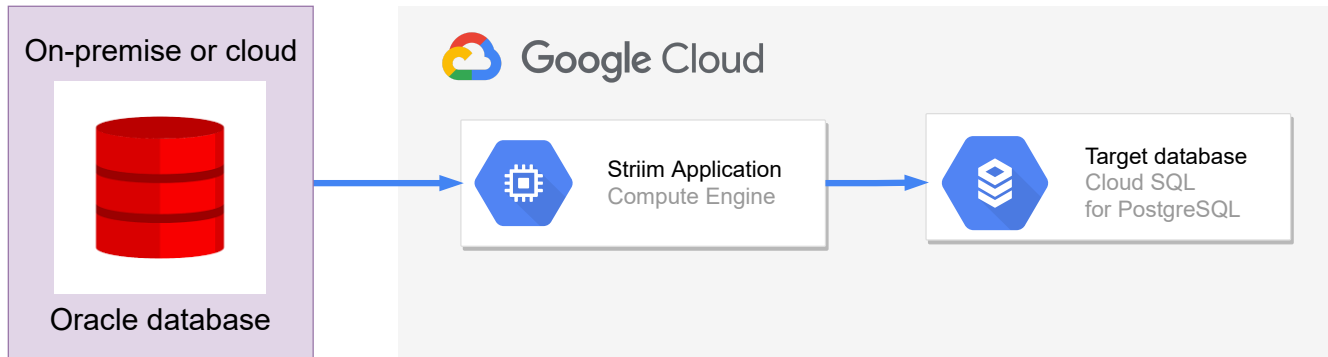 On-premise or cloud
Oracle database
Google Cloud
Striim Application
Compute Engine
Target database
Cloud SQL
for PostgreSQL